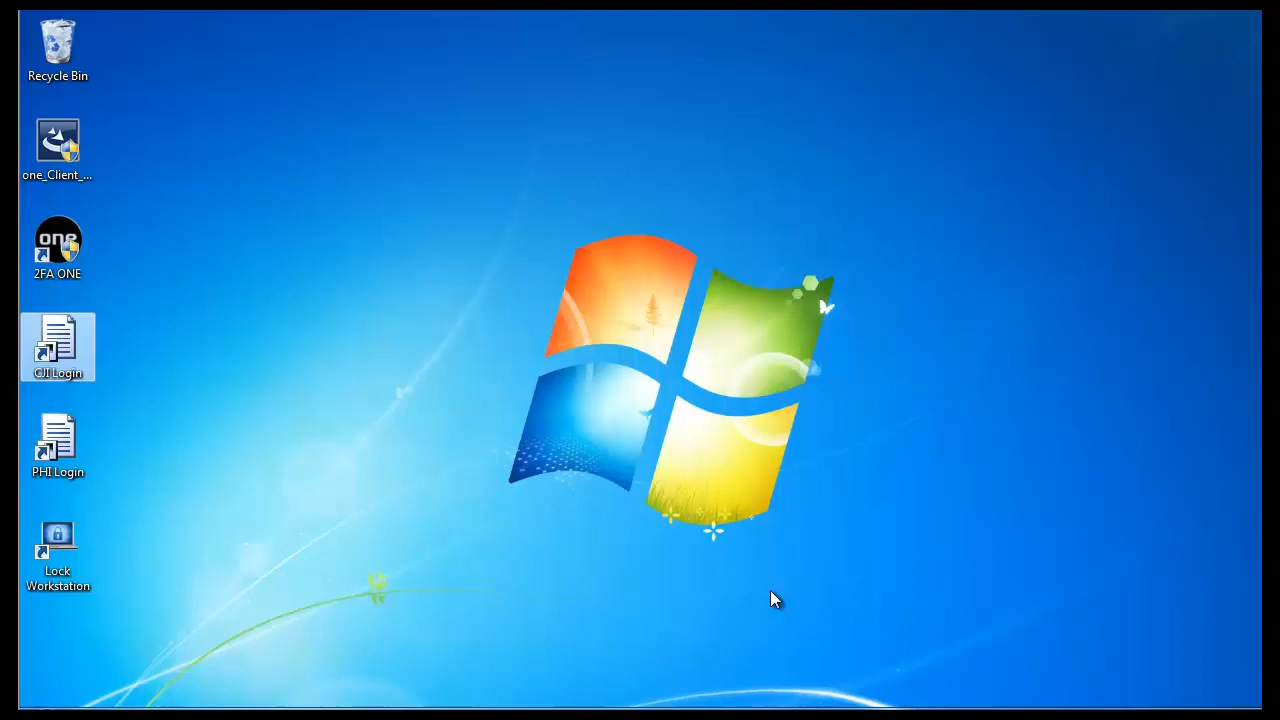 Recycle Bin
one_Client_...
one
2FA ONE
CJI Login
PHI Login
Lock
Workstation